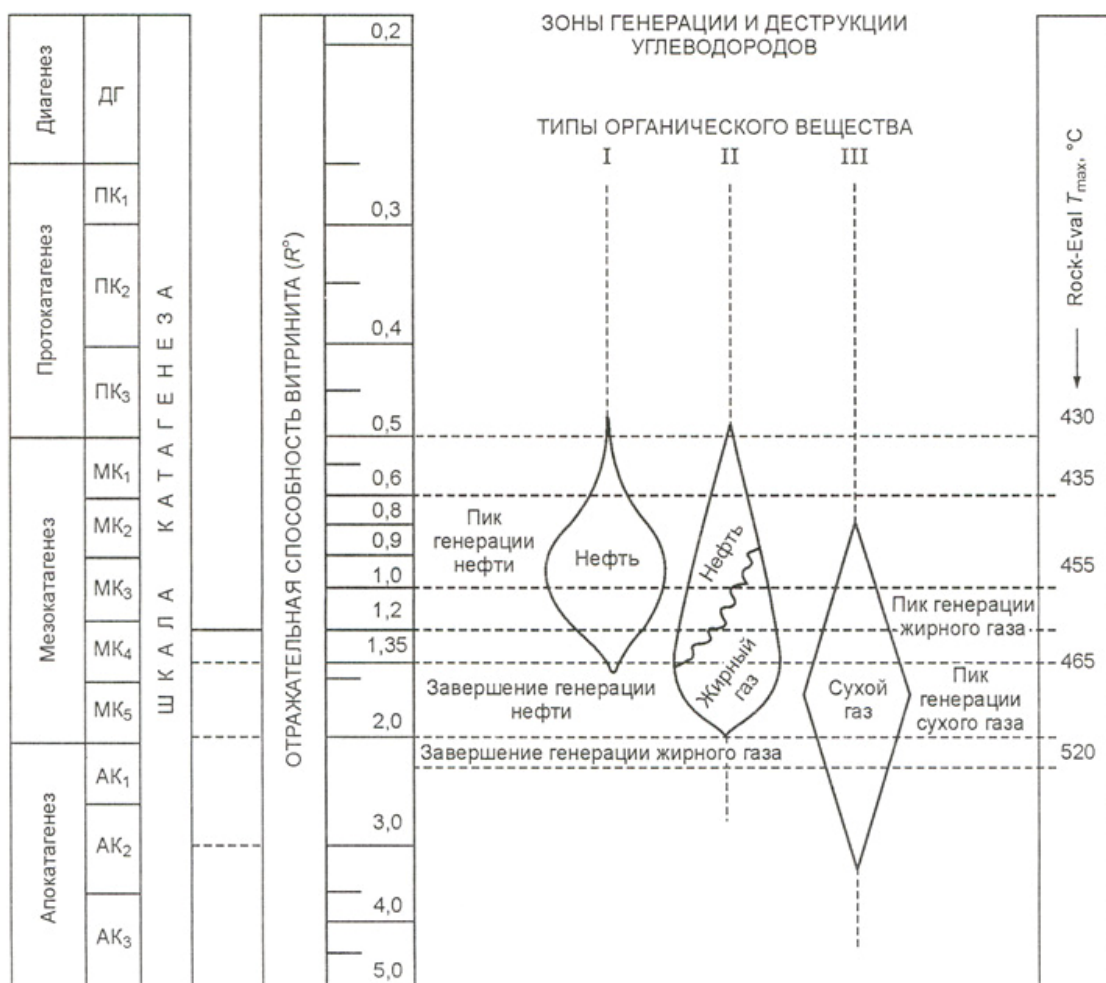 ЗОНЫ ГЕНЕРАЦИИ И ДЕСТРУКЦИИ
УГЛЕВОДОРОДОВ
ТИПЫ ОРГАНИЧЕСКОГО ВЕЩЕСТВА
I II III
Диагенез
Протокатагенез
Мезокатагенез
Апокатагенез
ДГ
ПК₁
ПК₂
ПК₃
МК₁
МК₂
МК₃
МК₄
МК₅
АК₁
АК₂
АК₃
ШКАЛА КАТАГЕНЕЗА
ОТРАЖАТЕЛЬНАЯ СПОСОБНОСТЬ ВИТРИНИТА (R°)
0,2
0,3
0,4
0,5
0,6
0,8
0,9
1,0
1,2
1,35
2,0
3,0
4,0
5,0
Пик
генерации
нефти
Нефть
Нефть
Жирный
газ
Сухой
газ
Пик генерации
жирного газа
Пик
генерации
сухого газа
Завершение генерации
нефти
Завершение генерации жирного газа
Rock-Eval Tmax, °C
430
435
455
465
520